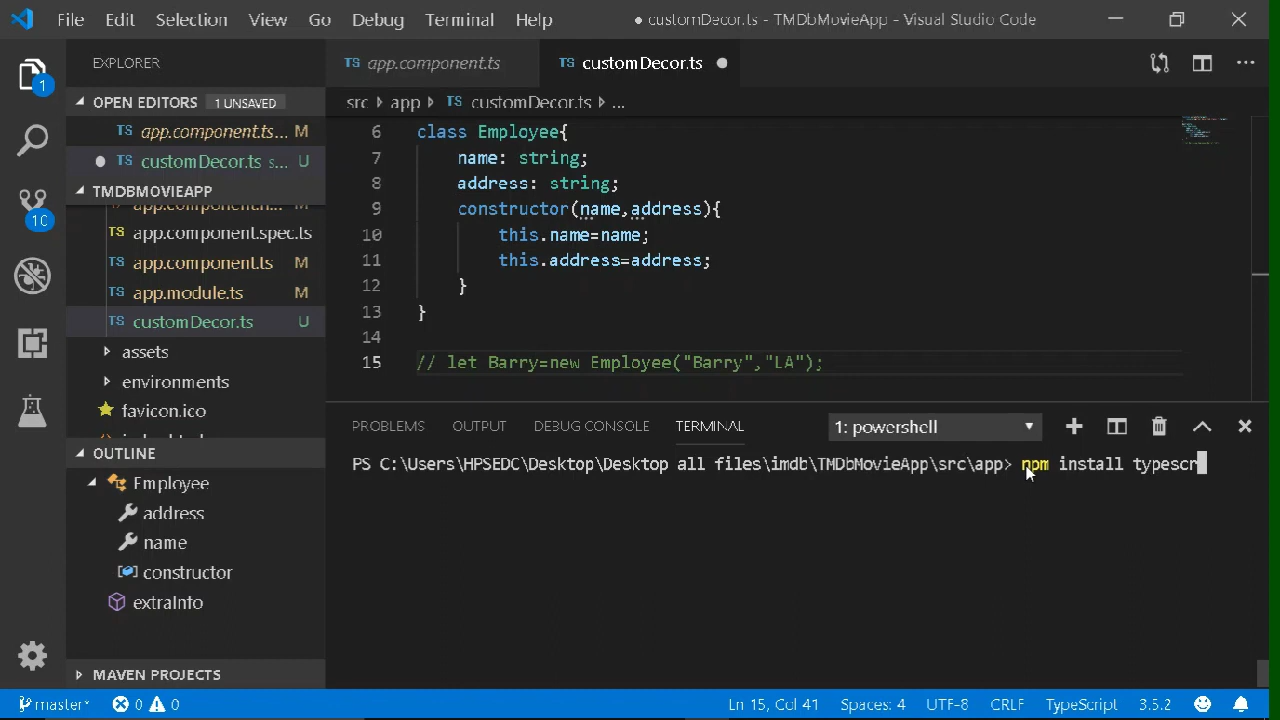 File Edit Selection View Go Debug Terminal Help ● customDecor.ts - TMDbMovieApp - Visual Studio Code
EXPLORER
TS app.component.ts
TS customDecor.ts ●
OPEN EDITORS 1 UNSAVED
TS app.component.ts... M
● TS customDecor.ts s... U
TMDBMOVIEAPP
TS app.component.spec.ts
TS app.component.ts M
TS app.module.ts M
TS customDecor.ts U
assets
environments
favicon.ico
OUTLINE
Employee
address
name
constructor
extraInfo
MAVEN PROJECTS
1
10
src > app > TS customDecor.ts > ...
6 class Employee{
7 name: string;
8 address: string;
9 constructor(name,address){
10 this.name=name;
11 this.address=address;
12 }
13 }
14
15 // let Barry=new Employee("Barry","LA");
PROBLEMS OUTPUT DEBUG CONSOLE TERMINAL 1: powershell
PS C:\Users\HPSEDC\Desktop\Desktop all files\imdb\TMDbMovieApp\src\app> npm install typescr
master* 0 0 Ln 15, Col 41 Spaces: 4 UTF-8 CRLF TypeScript 3.5.2